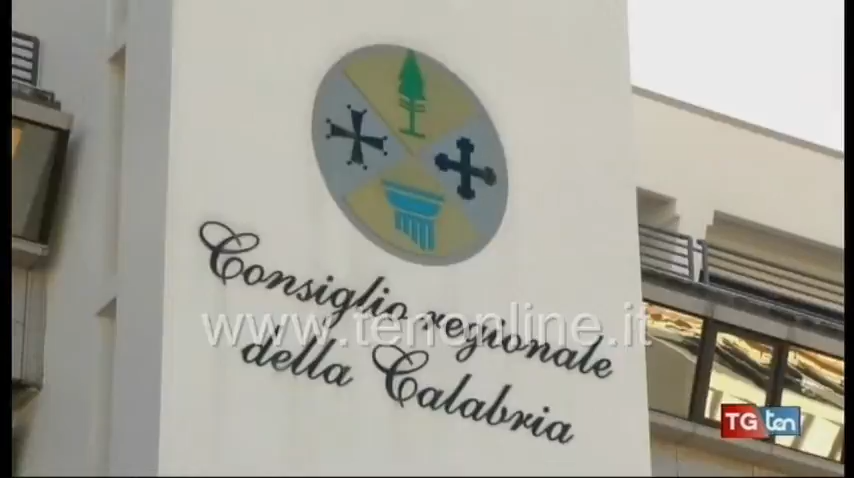 Consiglio regionale
www.tenonline.it
della Calabria
TG ten